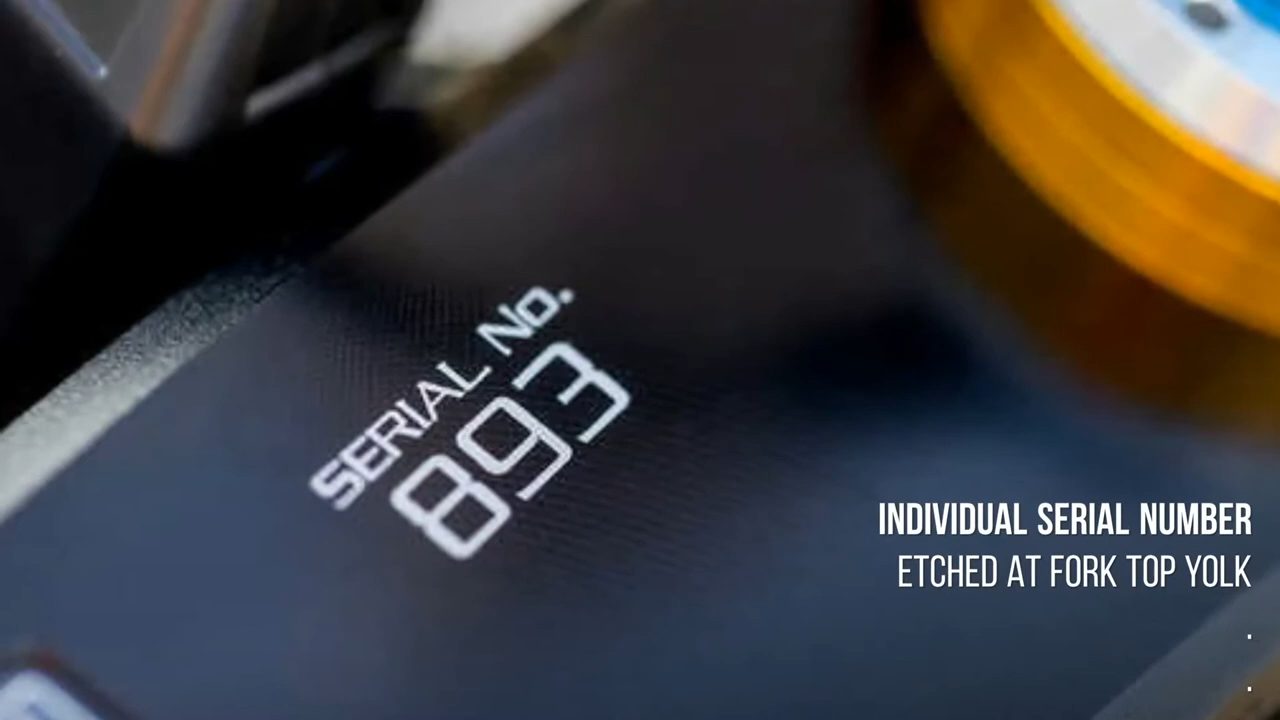 SERIAL No.
893
INDIVIDUAL SERIAL NUMBER
ETCHED AT FORK TOP YOLK
.
.